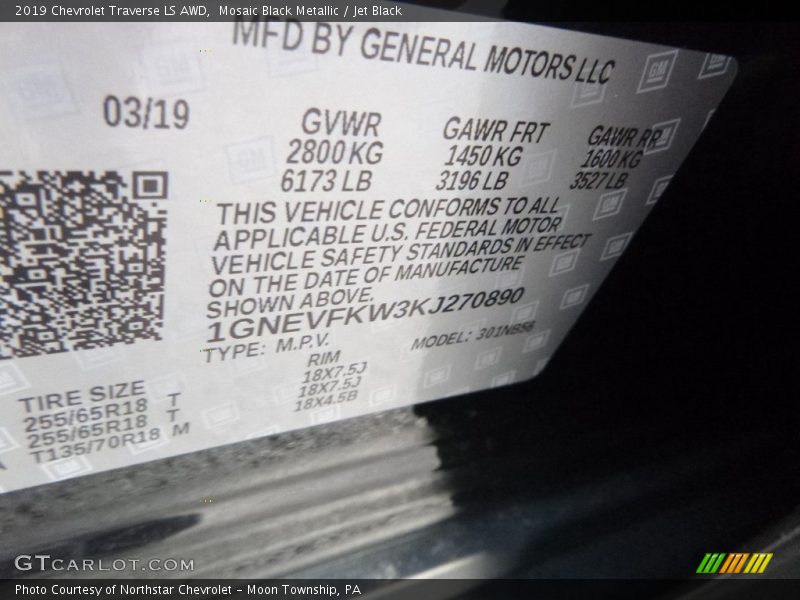 2019 Chevrolet Traverse LS AWD,  Mosaic Black Metallic / Jet Black
MFD BY GENERAL MOTORS LLC
03/19
GVWR GAWR FRT GAWR RR
2800 KG 1450 KG 1600 KG
6173 LB 3196 LB 3527 LB
THIS VEHICLE CONFORMS TO ALL
APPLICABLE U.S. FEDERAL MOTOR
VEHICLE SAFETY STANDARDS IN EFFECT
ON THE DATE OF MANUFACTURE
SHOWN ABOVE.
1GNEVFKW3KJ270890
TYPE: M.P.V. MODEL: 301NB56
TIRE SIZE RIM
255/65R18 T 18X7.5J
255/65R18 T 18X7.5J
T135/70R18 M 18X4.5B
GM
GTCARLOT.COM
Photo Courtesy of Northstar Chevrolet – Moon Township, PA